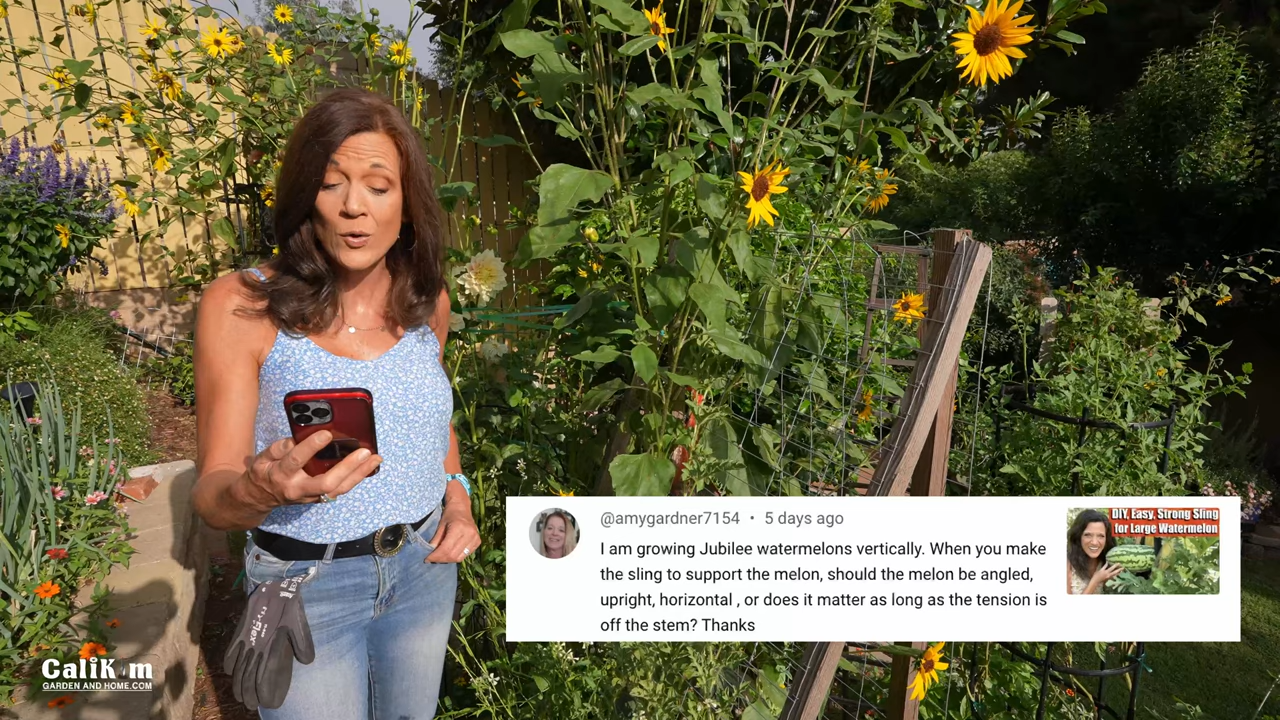 @amygardner7154 • 5 days ago
I am growing Jubilee watermelons vertically. When you make
the sling to support the melon, should the melon be angled,
upright, horizontal , or does it matter as long as the tension is
off the stem? Thanks
DIY, Easy, Strong Sling
for Large Watermelon
CaliKim
GARDEN AND HOME.COM